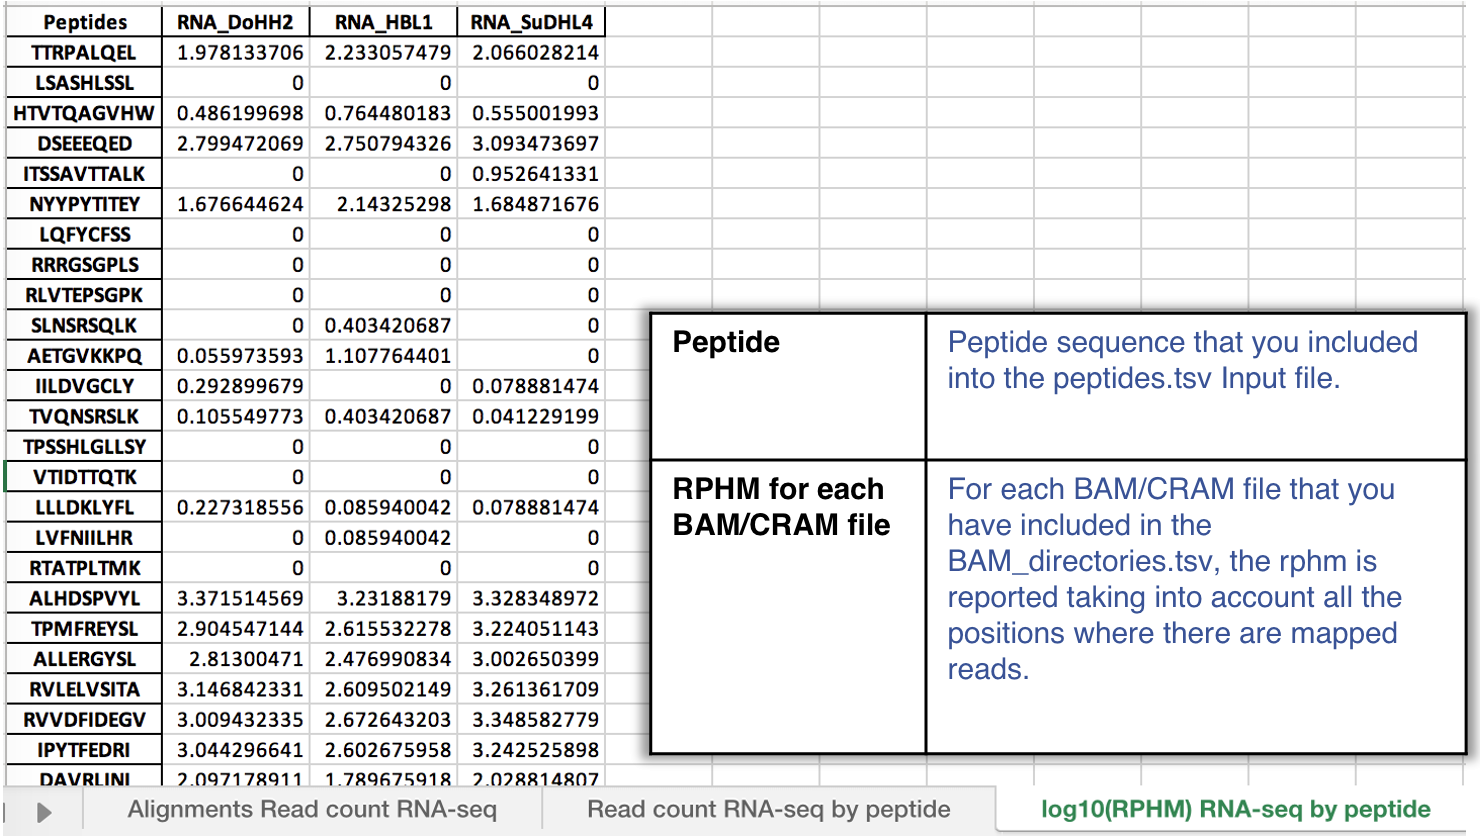 Peptides RNA_DoHH2 RNA_HBL1 RNA_SuDHL4
TTRPALQEL 1.978133706 2.233057479 2.066028214
LSASHLSSL 0 0 0
HTVTQAGVHW 0.486199698 0.764480183 0.555001993
DSEEEQED 2.799472069 2.750794326 3.093473697
ITSSAVTTALK 0 0 0.952641331
NYYPYTITEY 1.676644624 2.14325298 1.684871676
LQFYCFSS 0 0 0
RRRGSGPLS 0 0 0
RLVTEPSGPK 0 0 0
SLNSRSQLK 0 0.403420687 0
AETGVKKPQ 0.055973593 1.107764401 0
IILDVGCLY 0.292899679 0 0.078881474
TVQNSRSLK 0.105549773 0.403420687 0.041229199
TPSSHLGLLSY 0 0 0
VTIDTTQTK 0 0 0
LLLDKLYFL 0.227318556 0.085940042 0.078881474
LVFNIILHR 0 0.085940042 0
RTATPLTMK 0 0 0
ALHDSPVYL 3.371514569 3.23188179 3.328348972
TPMFREYSL 2.904547144 2.615532278 3.224051143
ALLERGYSL 2.81300471 2.476990834 3.002650399
RVLELVSITA 3.146842331 2.609502149 3.261361709
RVVDFIDEGV 3.009432335 2.672643203 3.348582779
IPYTFEDRI 3.044296641 2.602675958 3.242525898
DAVRLINL 2.097178911 1.789675918 2.028814807
Peptide
Peptide sequence that you included
into the peptides.tsv Input file.
RPHM for each
BAM/CRAM file
For each BAM/CRAM file that you
have included in the
BAM_directories.tsv, the rphm is
reported taking into account all the
positions where there are mapped
reads.
Alignments Read count RNA-seq Read count RNA-seq by peptide log10(RPHM) RNA-seq by peptide